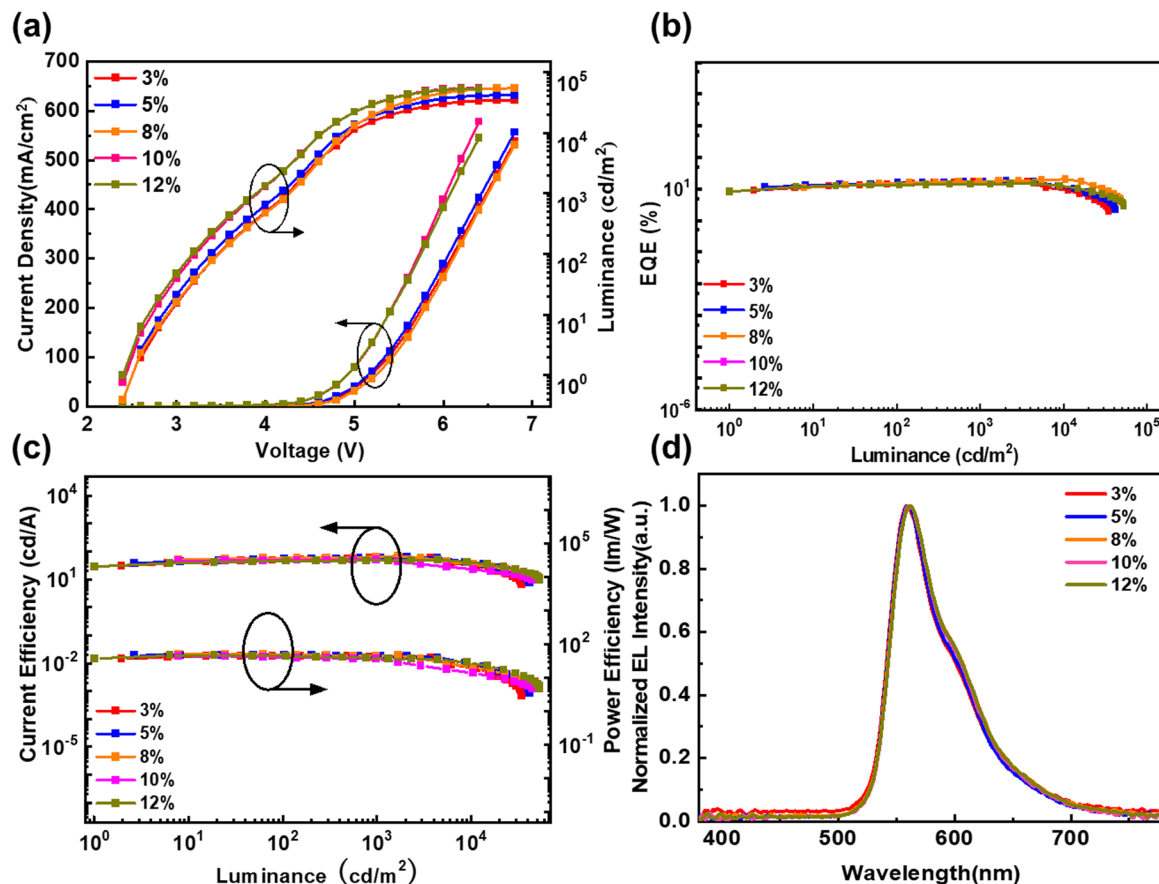 (a)
700
600
500
400
300
200
100
0
Current Density(mA/cm²)
3%
5%
8%
10%
12%
10⁵
10⁴
10³
10²
10¹
10⁰
Luminance (cd/m²)
2 3 4 5 6 7
Voltage (V)
(b)
10¹
10⁻⁶
EQE (%)
3%
5%
8%
10%
12%
10⁰ 10¹ 10² 10³ 10⁴ 10⁵
Luminance (cd/m²)
(c)
10⁴
10¹
10⁻²
10⁻⁵
Current Efficiency (cd/A)
3%
5%
8%
10%
12%
10⁵
10²
10⁻¹
Power Efficiency (lm/W)
10⁰ 10¹ 10² 10³ 10⁴
Luminance (cd/m²)
(d)
1.0
0.8
0.6
0.4
0.2
0.0
Normalized EL Intensity(a.u.)
3%
5%
8%
10%
12%
400 500 600 700
Wavelength(nm)